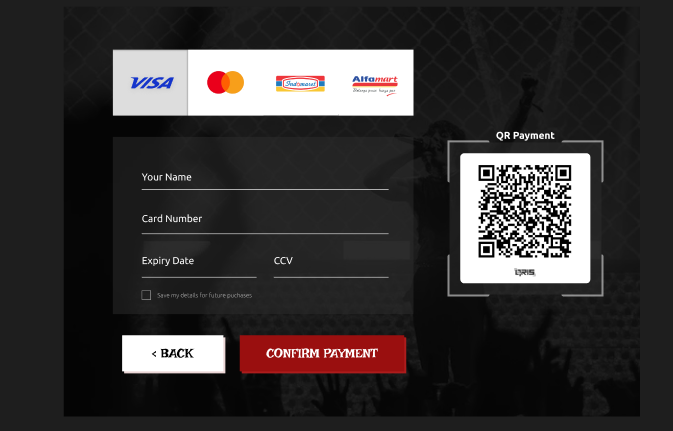 VISA
Indomaret
Alfamart
QR Payment
Your Name
Card Number
Expiry Date
CCV
Save my details for future puchases
QRIS
< BACK
CONFIRM PAYMENT